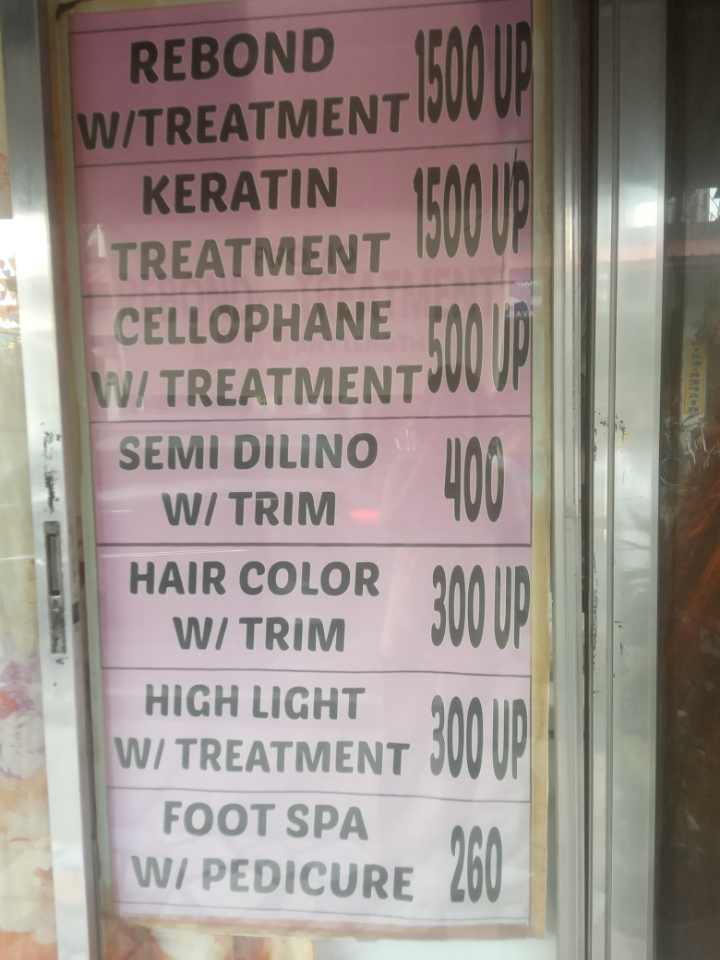 REBOND
W/TREATMENT 1500 UP
KERATIN
TREATMENT 1500 UP
CELLOPHANE
W/ TREATMENT 500 UP
SEMI DILINO
W/ TRIM 400
HAIR COLOR
W/ TRIM 300 UP
HIGH LIGHT
W/ TREATMENT 300 UP
FOOT SPA
W/ PEDICURE 260